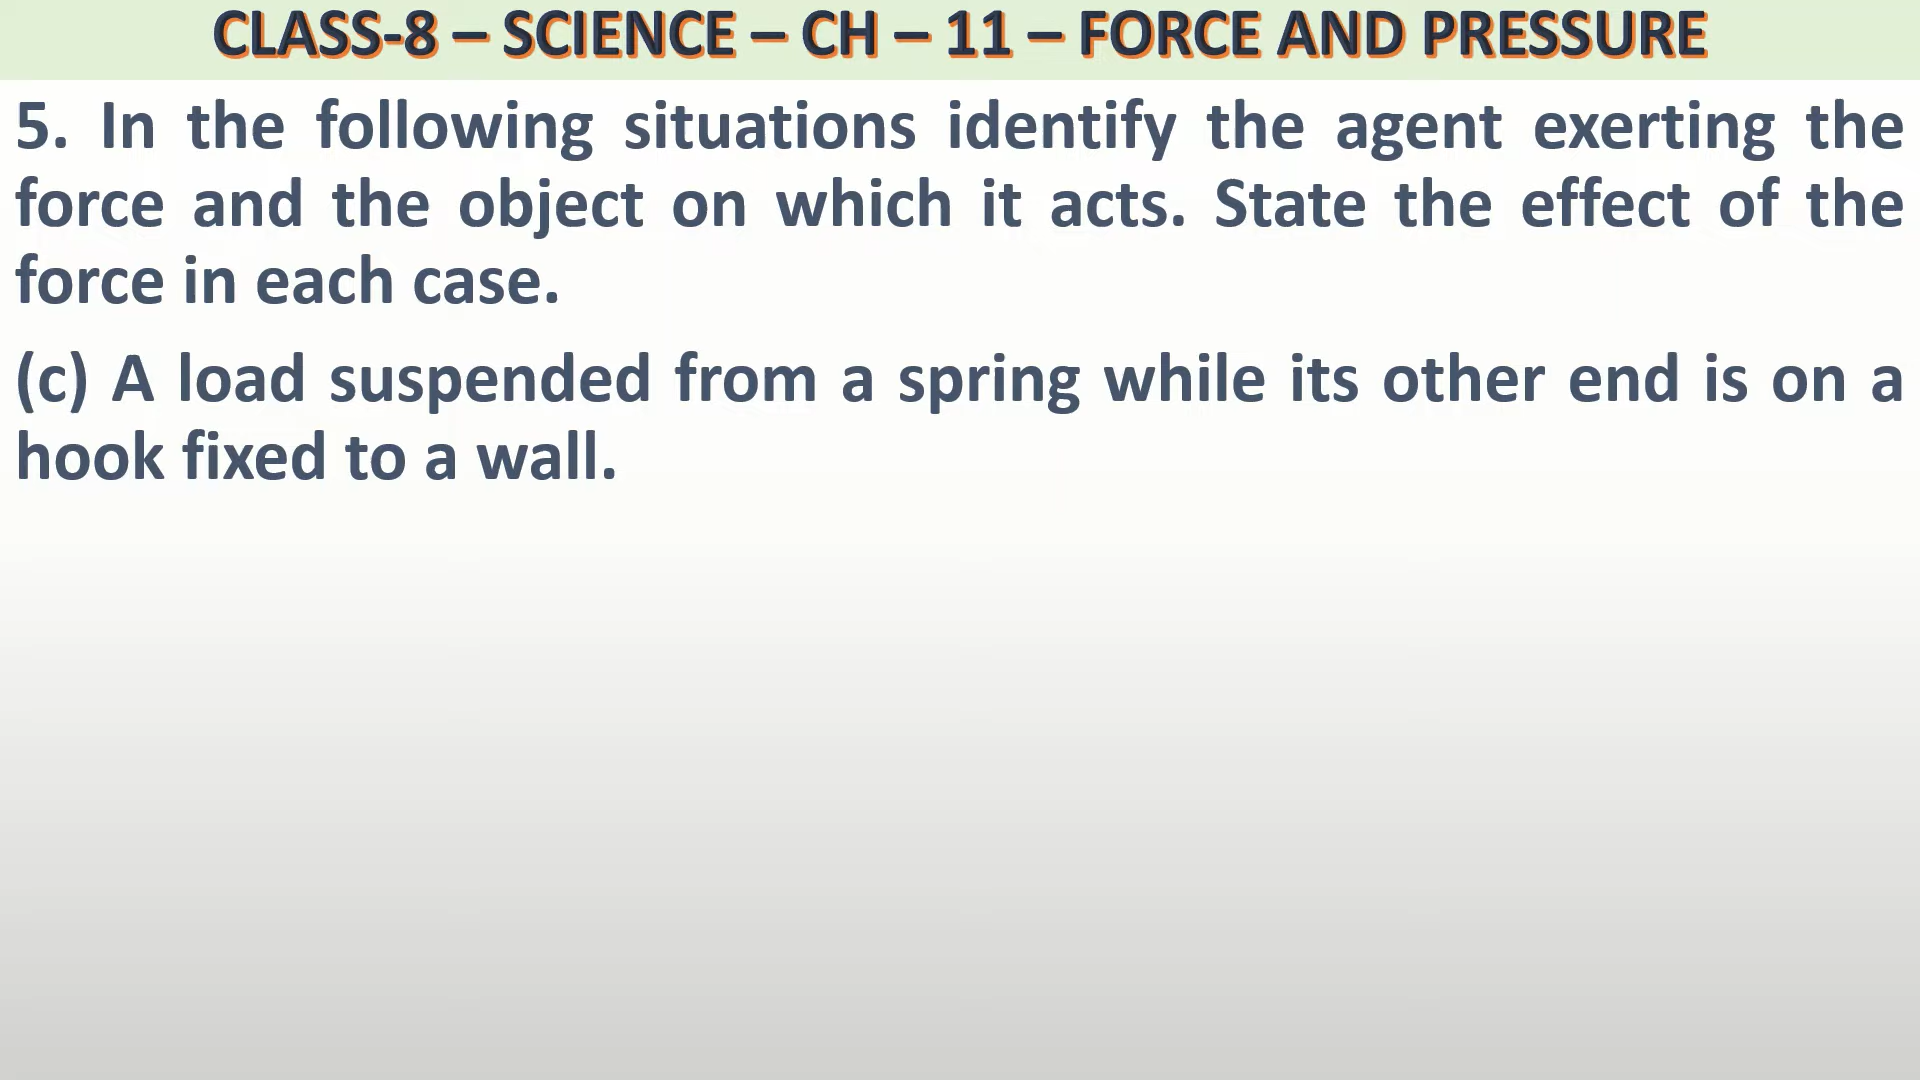 CLASS-8 – SCIENCE – CH – 11 – FORCE AND PRESSURE
5. In the following situations identify the agent exerting the
force and the object on which it acts. State the effect of the
force in each case.
(c) A load suspended from a spring while its other end is on a
hook fixed to a wall.